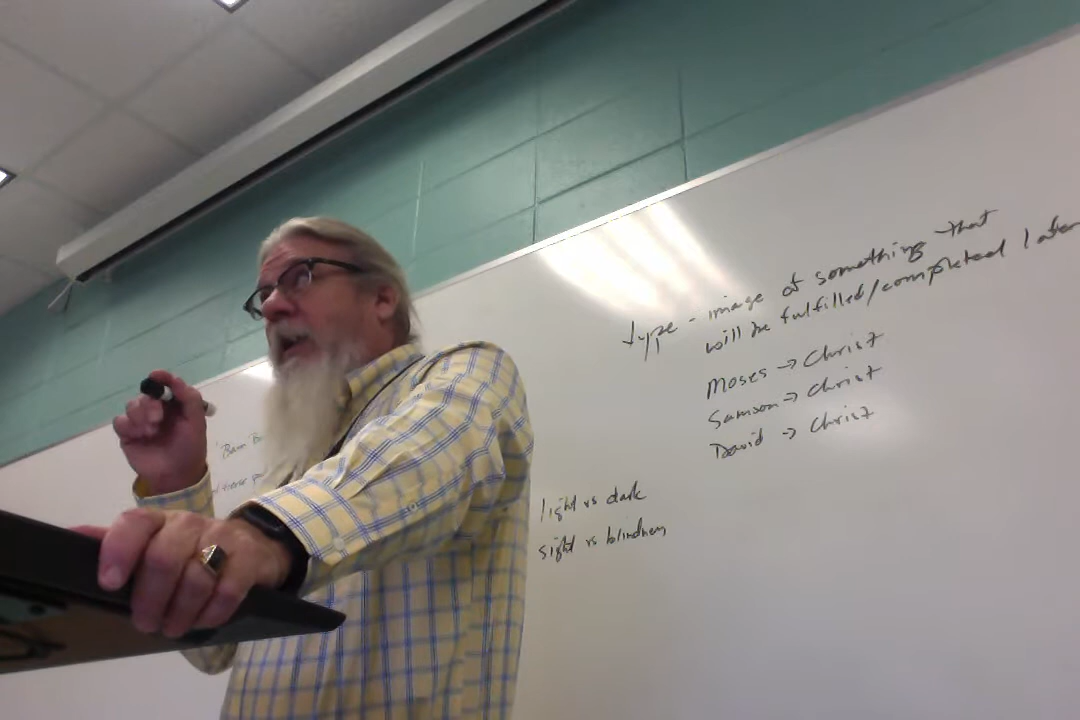 type - image of something that
will be fulfilled/completed later
Moses → Christ
Samson → Christ
David → Christ
light vs dark
sight vs blindness